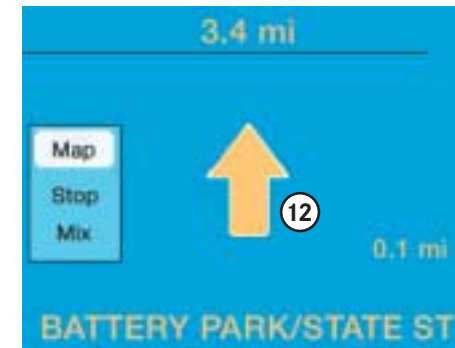 3.4 mi
Map
Stop
Mix
12
0.1 mi
BATTERY PARK/STATE ST